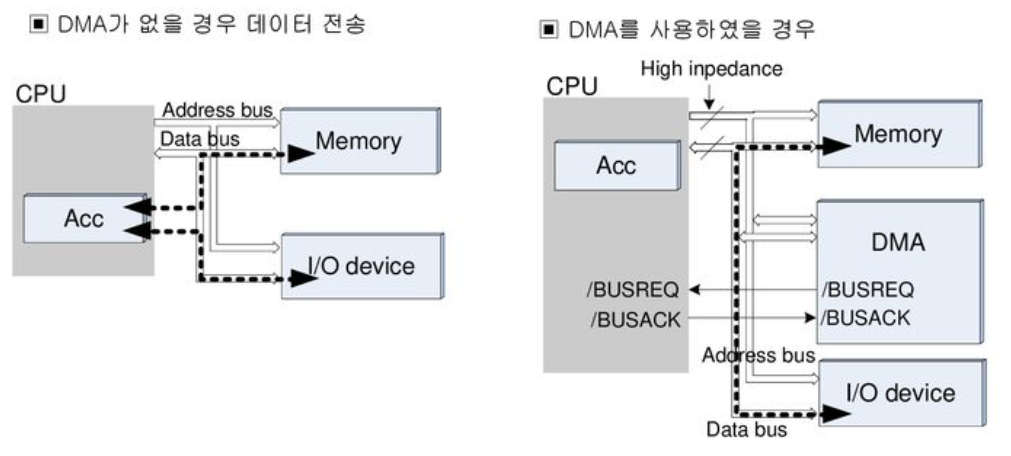 ▣ DMA가 없을 경우 데이터 전송
CPU
Address bus
Data bus
Memory
Acc
I/O device
▣ DMA를 사용하였을 경우
High inpedance
CPU
Memory
Acc
DMA
/BUSREQ
/BUSREQ
/BUSACK
/BUSACK
Address bus
I/O device
Data bus